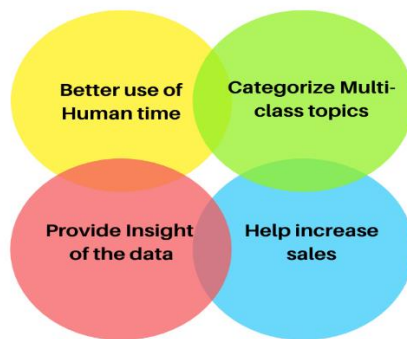 Better use of
Human time
Categorize Multi-
class topics
Provide Insight
of the data
Help increase
sales